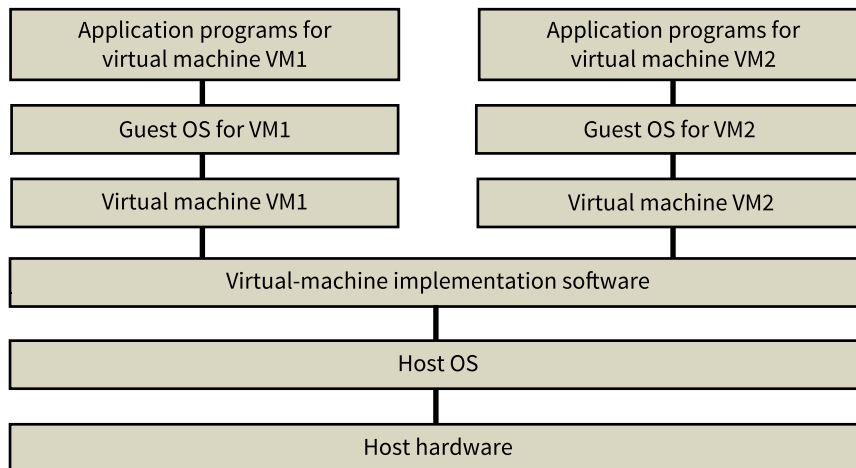 Application programs for
virtual machine VM1
Application programs for
virtual machine VM2
Guest OS for VM1
Guest OS for VM2
Virtual machine VM1
Virtual machine VM2
Virtual-machine implementation software
Host OS
Host hardware